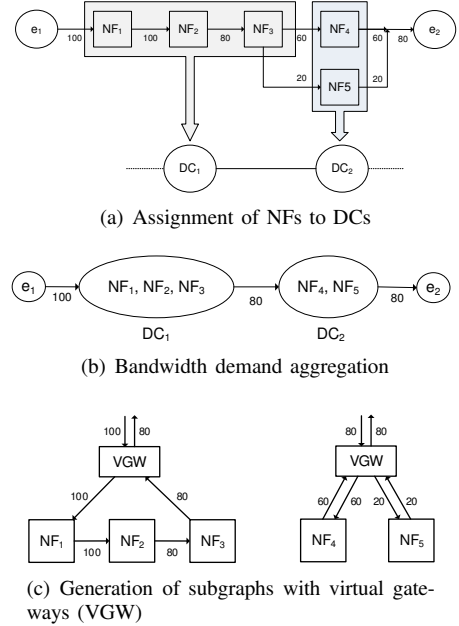 e1 100 NF1 100 NF2 80 NF3 60 NF4 60 80 e2
20 NF5 20
DC1 DC2
(a) Assignment of NFs to DCs
e1 100 NF1, NF2, NF3 80 NF4, NF5 80 e2
DC1 DC2
(b) Bandwidth demand aggregation
100 80 80 80
VGW VGW
100 80 60 60 20 20
NF1 100 NF2 80 NF3 NF4 NF5
(c) Generation of subgraphs with virtual gate-
ways (VGW)